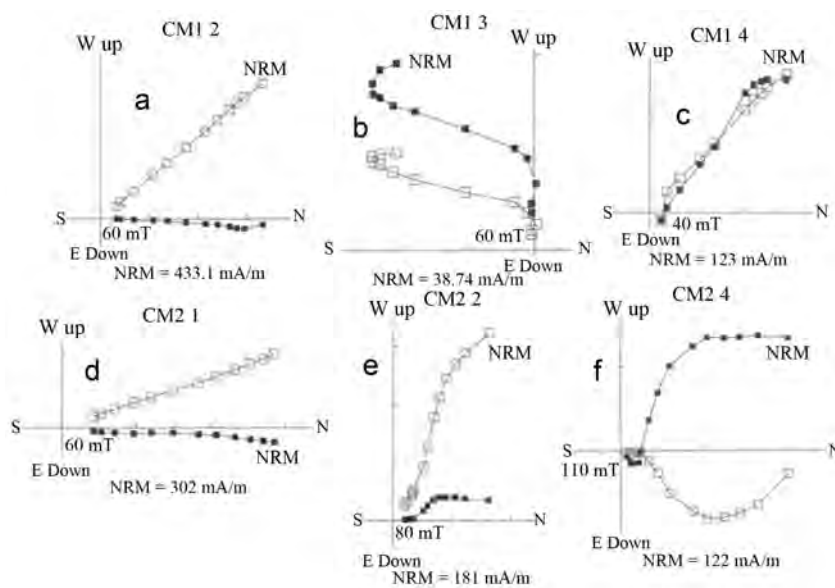 CM1 2
W up
NRM
a
S
N
60 mT
E Down
NRM = 433.1 mA/m
CM1 3
W up
NRM
b
S
N
60 mT
E Down
NRM = 38.74 mA/m
CM1 4
W up
NRM
c
S
N
40 mT
E Down
NRM = 123 mA/m
CM2 1
W up
d
S
N
60 mT
NRM
E Down
NRM = 302 mA/m
CM2 2
W up
e
NRM
S
N
80 mT
E Down
NRM = 181 mA/m
CM2 4
W up
f
NRM
S
N
110 mT
E Down
NRM = 122 mA/m